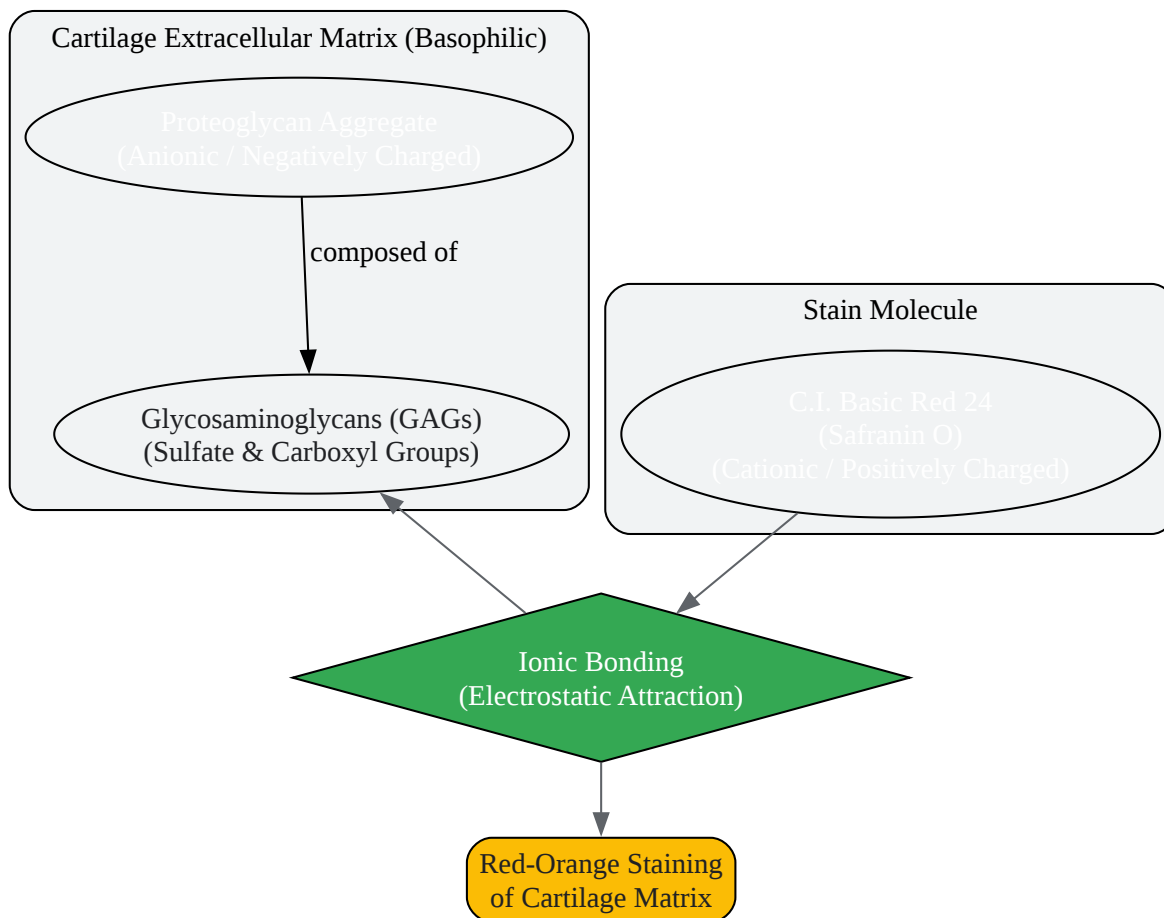 Cartilage Extracellular Matrix (Basophilic)
Proteoglycan Aggregate
(Anionic / Negatively Charged)
composed of
Glycosaminoglycans (GAGs)
(Sulfate & Carboxyl Groups)
Stain Molecule
C.I. Basic Red 24
(Safranin O)
(Cationic / Positively Charged)
Ionic Bonding
(Electrostatic Attraction)
Red-Orange Staining
of Cartilage Matrix